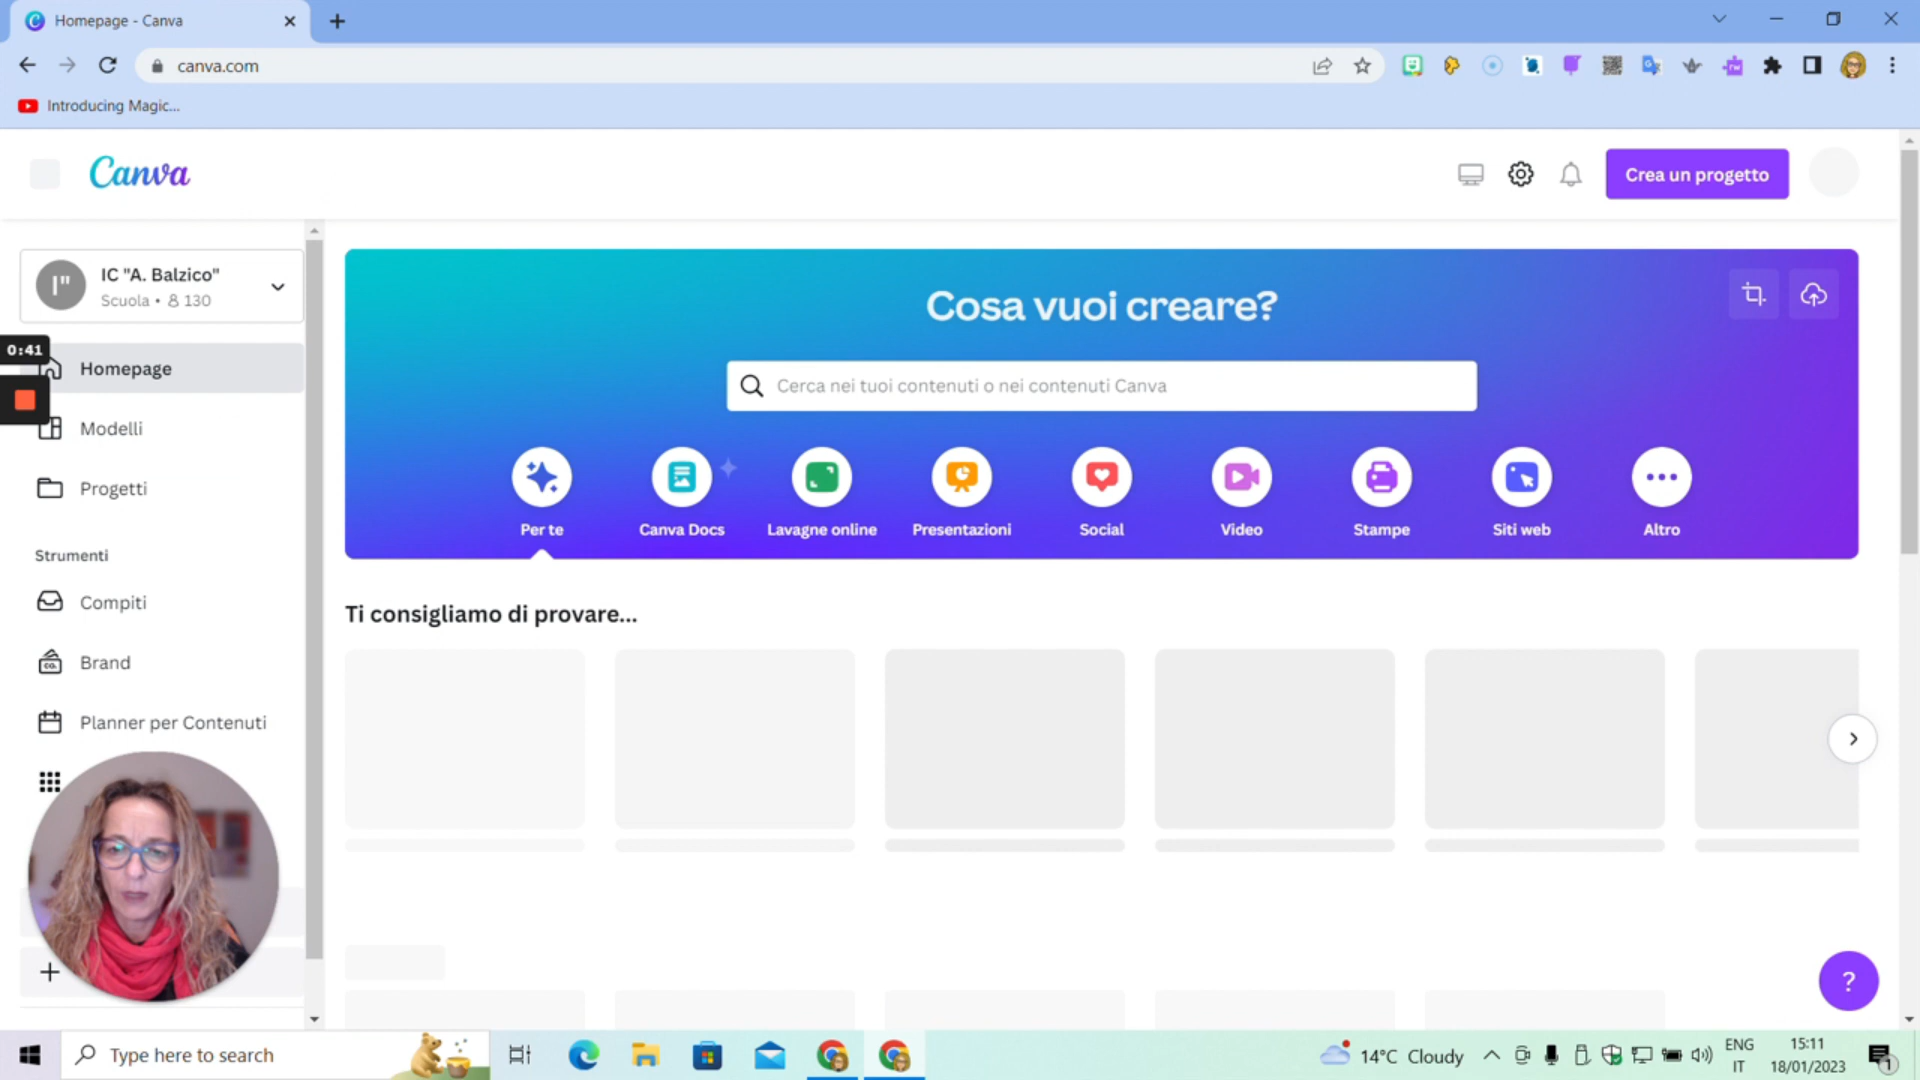 Homepage - Canva
canva.com
Introducing Magic...
Canva
Crea un progetto
I"
IC "A. Balzico"
Scuola • 130
0:41
Homepage
Modelli
Progetti
Strumenti
Compiti
CO.
Brand
Planner per Contenuti
Cosa vuoi creare?
Cerca nei tuoi contenuti o nei contenuti Canva
Per te
Canva Docs
Lavagne online
Presentazioni
Social
Video
Stampe
Siti web
Altro
Ti consigliamo di provare...
?
Type here to search
14°C Cloudy
ENG
IT
15:11
18/01/2023
1